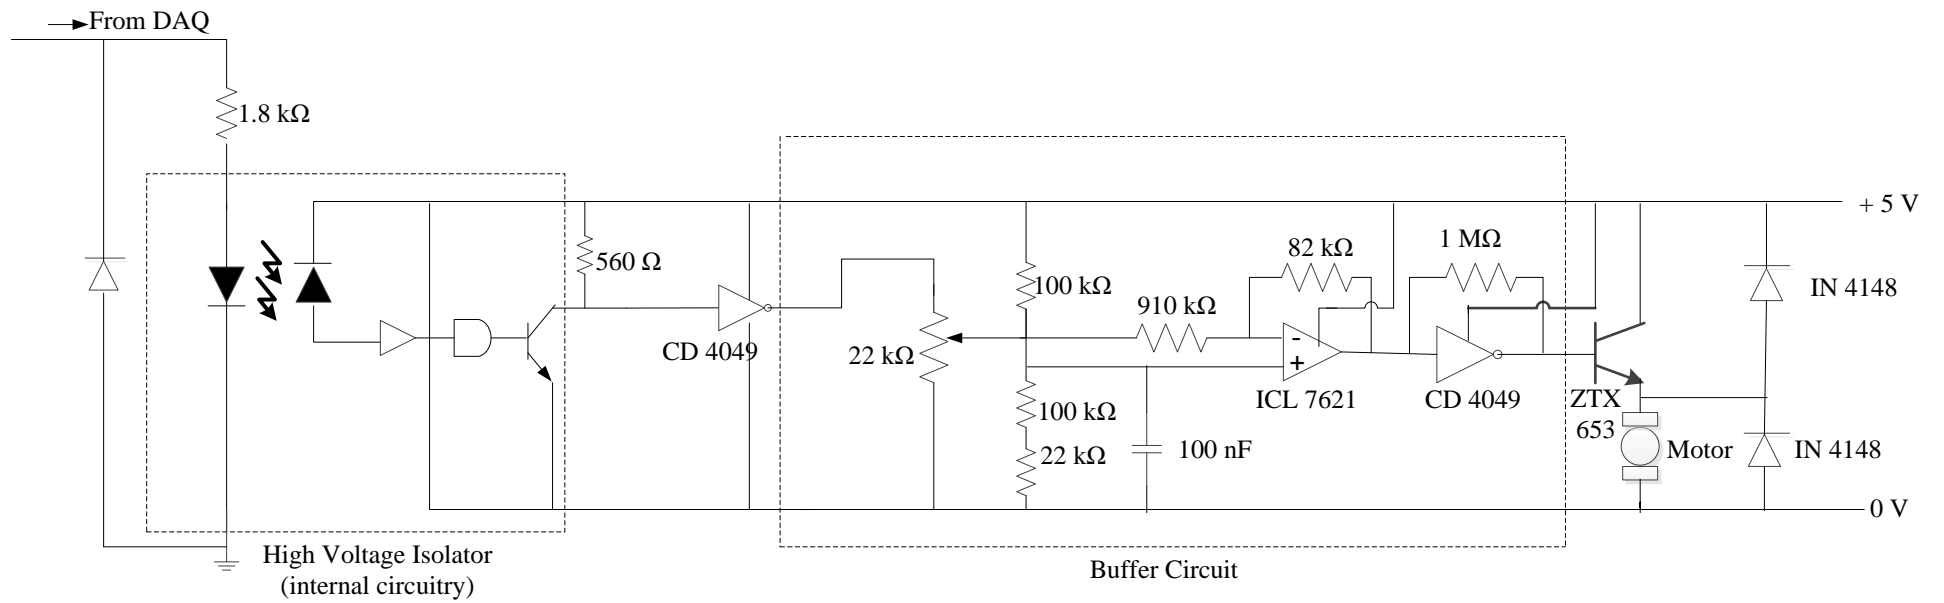 From DAQ
1.8 kΩ
+ 5 V
560 Ω
CD 4049
22 kΩ
100 kΩ
910 kΩ
82 kΩ
1 MΩ
-
+
ICL 7621
CD 4049
100 kΩ
22 kΩ
100 nF
ZTX
653
Motor
IN 4148
IN 4148
0 V
High Voltage Isolator
(internal circuitry)
Buffer Circuit